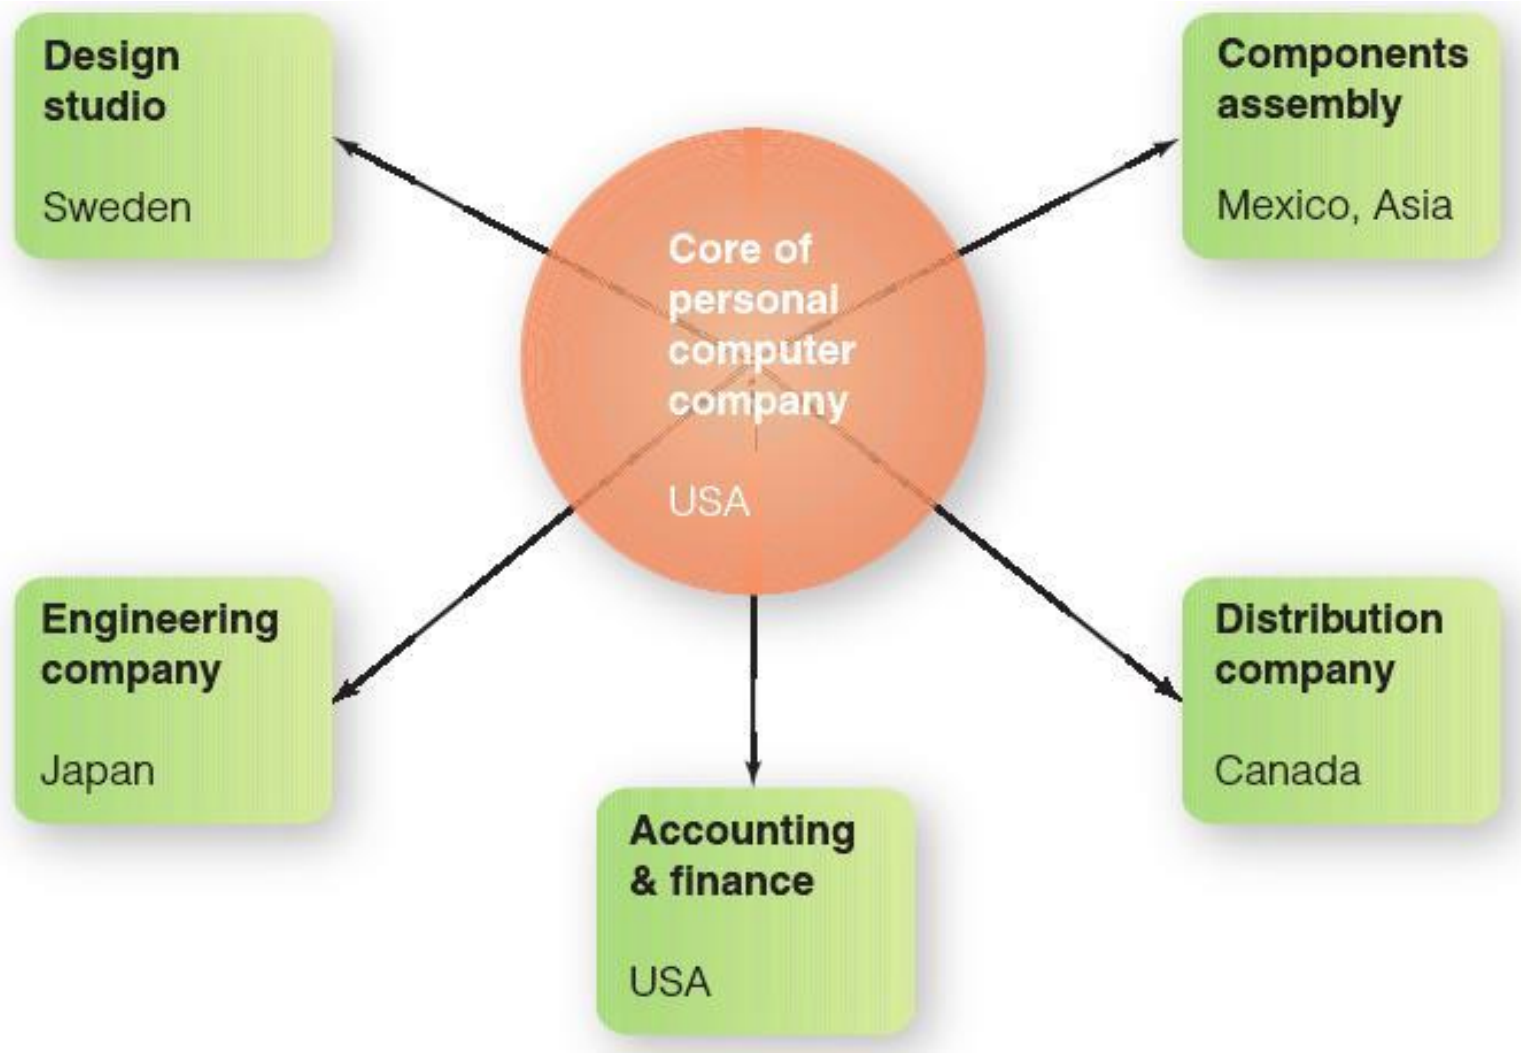 Design
studio
Sweden
Components
assembly
Mexico, Asia
Core of
personal
computer
company
USA
Engineering
company
Japan
Distribution
company
Canada
Accounting
& finance
USA